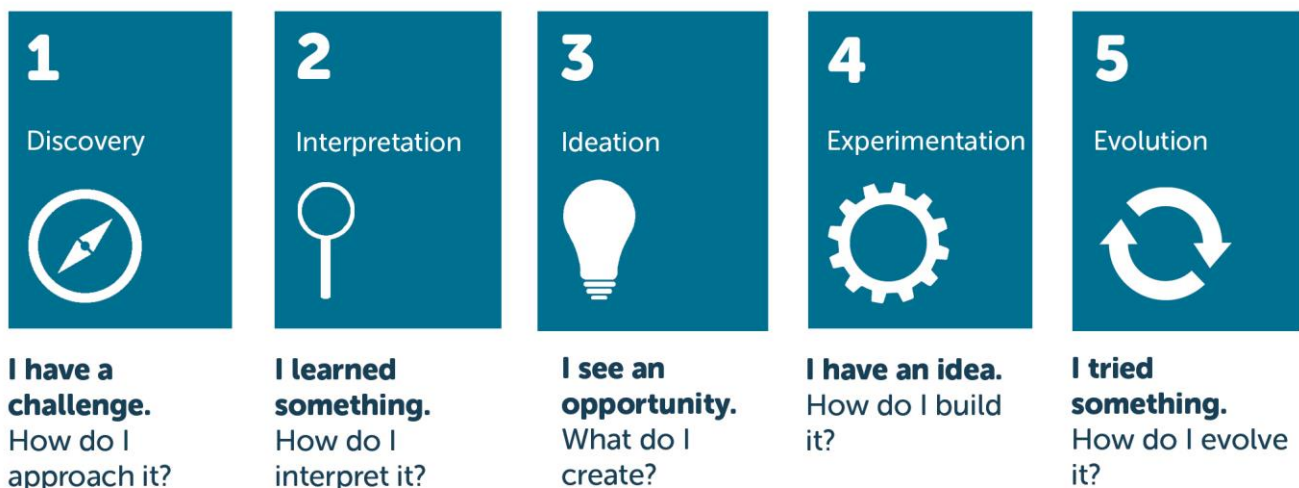 1
Discovery
I have a
challenge.
How do I
approach it?
2
Interpretation
I learned
something.
How do I
interpret it?
3
Ideation
I see an
opportunity.
What do I
create?
4
Experimentation
I have an idea.
How do I build
it?
5
Evolution
I tried
something.
How do I evolve
it?